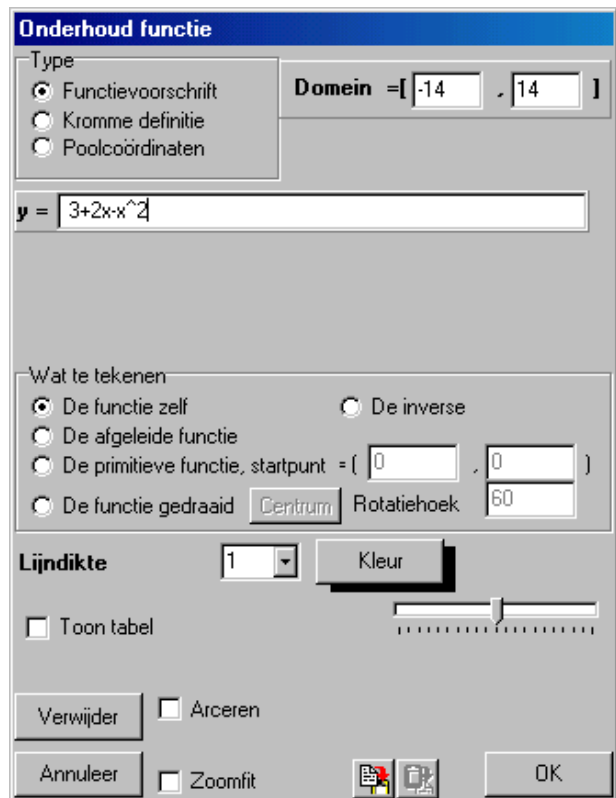 Onderhoud functie
Type
Functievoorschrift
Kromme definitie
Poolcoördinaten
Domein =[ -14 , 14 ]
y = 3+2x-x^2
Wat te tekenen
De functie zelf De inverse
De afgeleide functie
De primitieve functie, startpunt =( 0 , 0 )
De functie gedraaid Centrum Rotatiehoek 60
Lijndikte 1 Kleur
Toon tabel
Verwijder Arceren
Annuleer Zoomfit OK